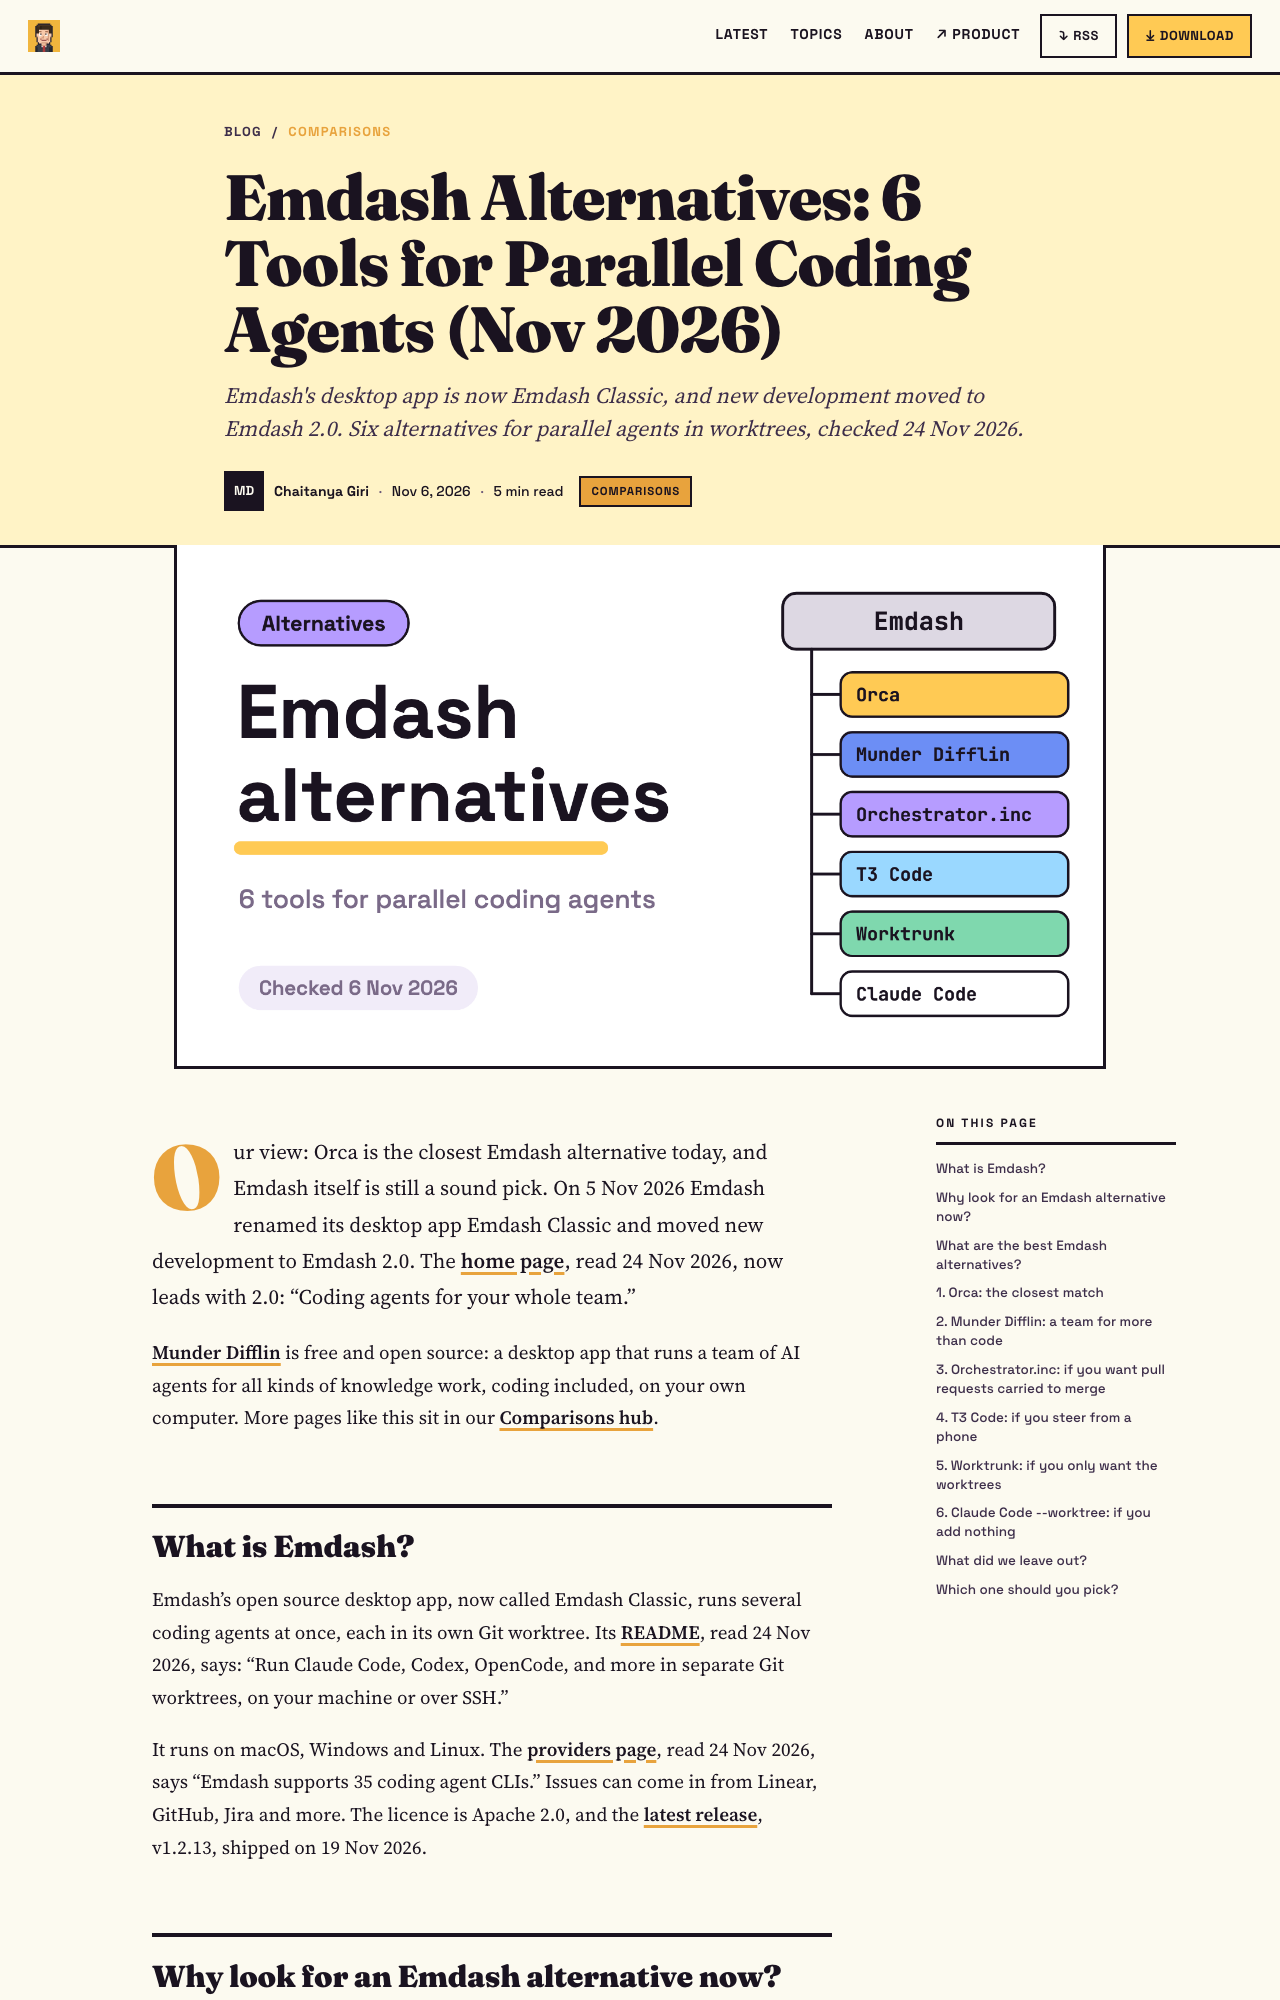 LATEST TOPICS ABOUT ↗ PRODUCT ⤵ RSS ⤓ DOWNLOAD
BLOG / COMPARISONS
Emdash Alternatives: 6
Tools for Parallel Coding
Agents (Nov 2026)
Emdash's desktop app is now Emdash Classic, and new development moved to
Emdash 2.0. Six alternatives for parallel agents in worktrees, checked 24 Nov 2026.
MD Chaitanya Giri · Nov 6, 2026 · 5 min read COMPARISONS
Alternatives
Emdash
alternatives
6 tools for parallel coding agents
Checked 6 Nov 2026
Emdash
Orca
Munder Difflin
Orchestrator.inc
T3 Code
Worktrunk
Claude Code
Our view: Orca is the closest Emdash alternative today, and
Emdash itself is still a sound pick. On 5 Nov 2026 Emdash
renamed its desktop app Emdash Classic and moved new
development to Emdash 2.0. The home page, read 24 Nov 2026, now
leads with 2.0: “Coding agents for your whole team.”
Munder Difflin is free and open source: a desktop app that runs a team of AI
agents for all kinds of knowledge work, coding included, on your own
computer. More pages like this sit in our Comparisons hub.
What is Emdash?
Emdash’s open source desktop app, now called Emdash Classic, runs several
coding agents at once, each in its own Git worktree. Its README, read 24 Nov
2026, says: “Run Claude Code, Codex, OpenCode, and more in separate Git
worktrees, on your machine or over SSH.”
It runs on macOS, Windows and Linux. The providers page, read 24 Nov 2026,
says “Emdash supports 35 coding agent CLIs.” Issues can come in from Linear,
GitHub, Jira and more. The licence is Apache 2.0, and the latest release,
v1.2.13, shipped on 19 Nov 2026.
Why look for an Emdash alternative now?
ON THIS PAGE
What is Emdash?
Why look for an Emdash alternative
now?
What are the best Emdash
alternatives?
1. Orca: the closest match
2. Munder Difflin: a team for more
than code
3. Orchestrator.inc: if you want pull
requests carried to merge
4. T3 Code: if you steer from a
phone
5. Worktrunk: if you only want the
worktrees
6. Claude Code --worktree: if you
add nothing
What did we leave out?
Which one should you pick?